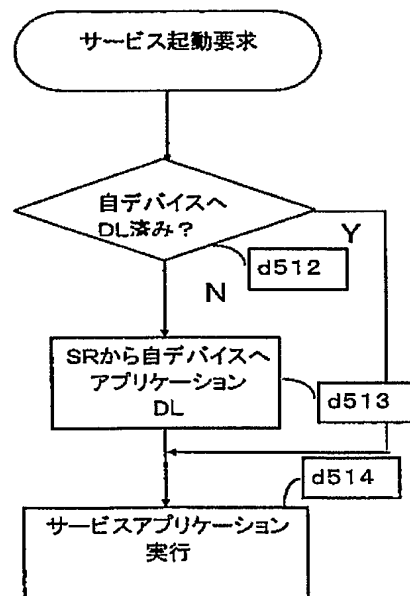 サービス起動要求
自デバイスへ
DL済み？
Y
d512
N
SRから自デバイスへ
アプリケーション
DL
d513
d514
サービスアプリケーション
実行